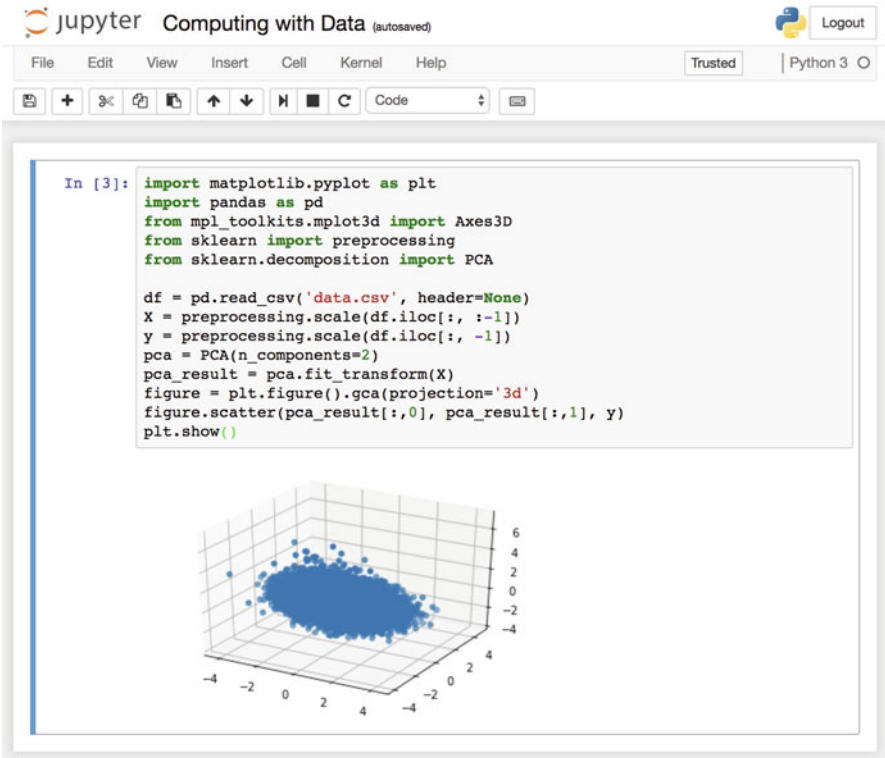 jupyter Computing with Data (autosaved) Logout
File Edit View Insert Cell Kernel Help Trusted Python 3
Code
In [3]: import matplotlib.pyplot as plt
import pandas as pd
from mpl_toolkits.mplot3d import Axes3D
from sklearn import preprocessing
from sklearn.decomposition import PCA
df = pd.read_csv('data.csv', header=None)
X = preprocessing.scale(df.iloc[:, :-1])
y = preprocessing.scale(df.iloc[:, -1])
pca = PCA(n_components=2)
pca_result = pca.fit_transform(X)
figure = plt.figure().gca(projection='3d')
figure.scatter(pca_result[:,0], pca_result[:,1], y)
plt.show()
6
4
2
0
−2
−4
−4 −2 0 2 4
−4 −2 0 2 4